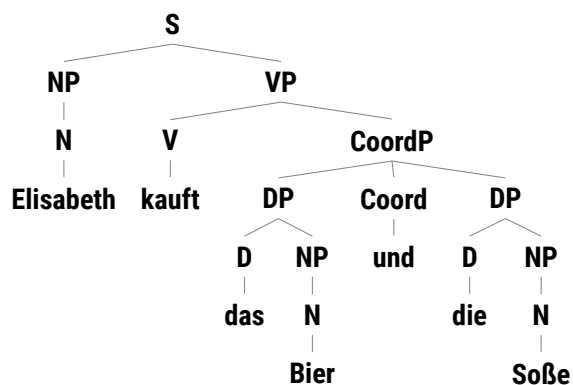 S
NP VP
N V CoordP
Elisabeth kauft DP Coord DP
D NP und D NP
das N die N
Bier Soße